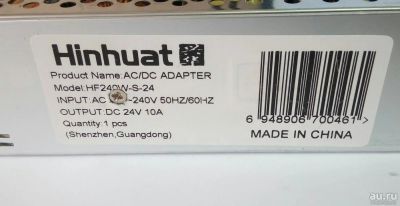 Hinhuat
Product Name:AC/DC ADAPTER
Model:HF240W-S-24
INPUT:AC ~240V 50HZ/60HZ
OUTPUT:DC 24V 10A
Quantity:1 pcs
(Shenzhen,Guangdong)
6 948906 700461 >
MADE IN CHINA
au.ru